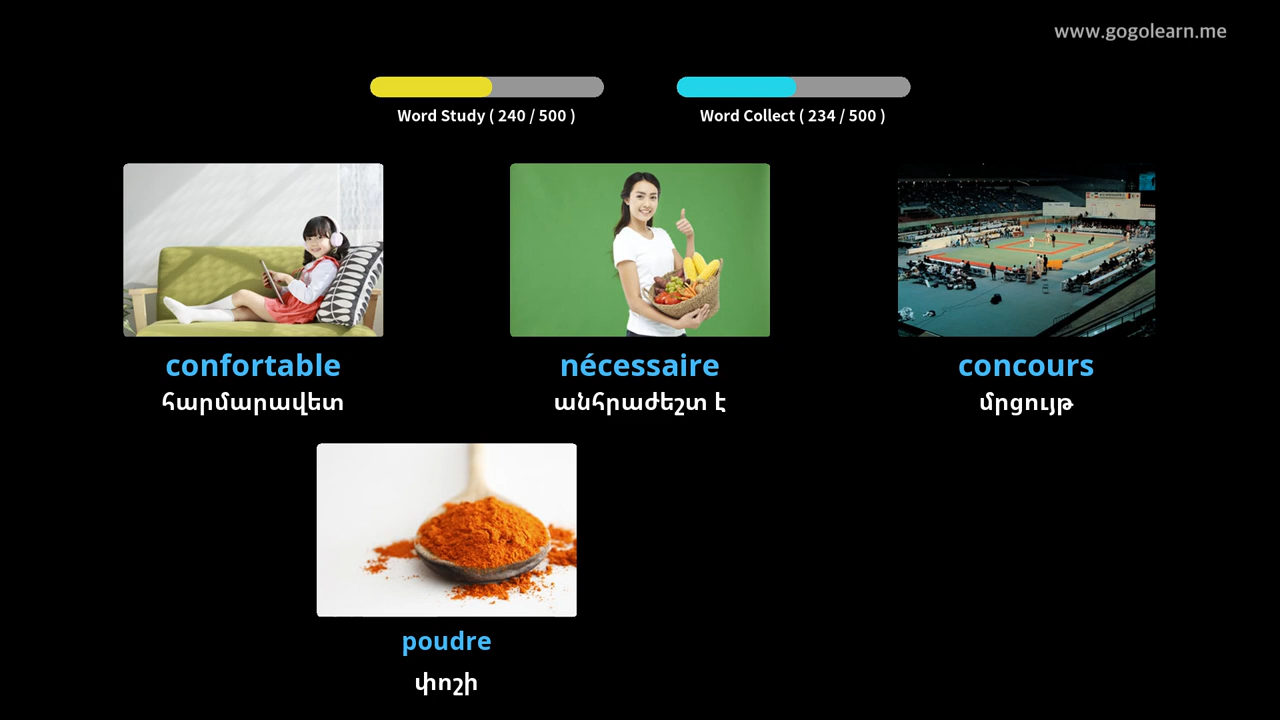 www.gogolearn.me
Word Study ( 240 / 500 )
Word Collect ( 234 / 500 )
confortable
հարմարավետ
nécessaire
անհրաժեշտ է
concours
մրցույթ
poudre
փոշի